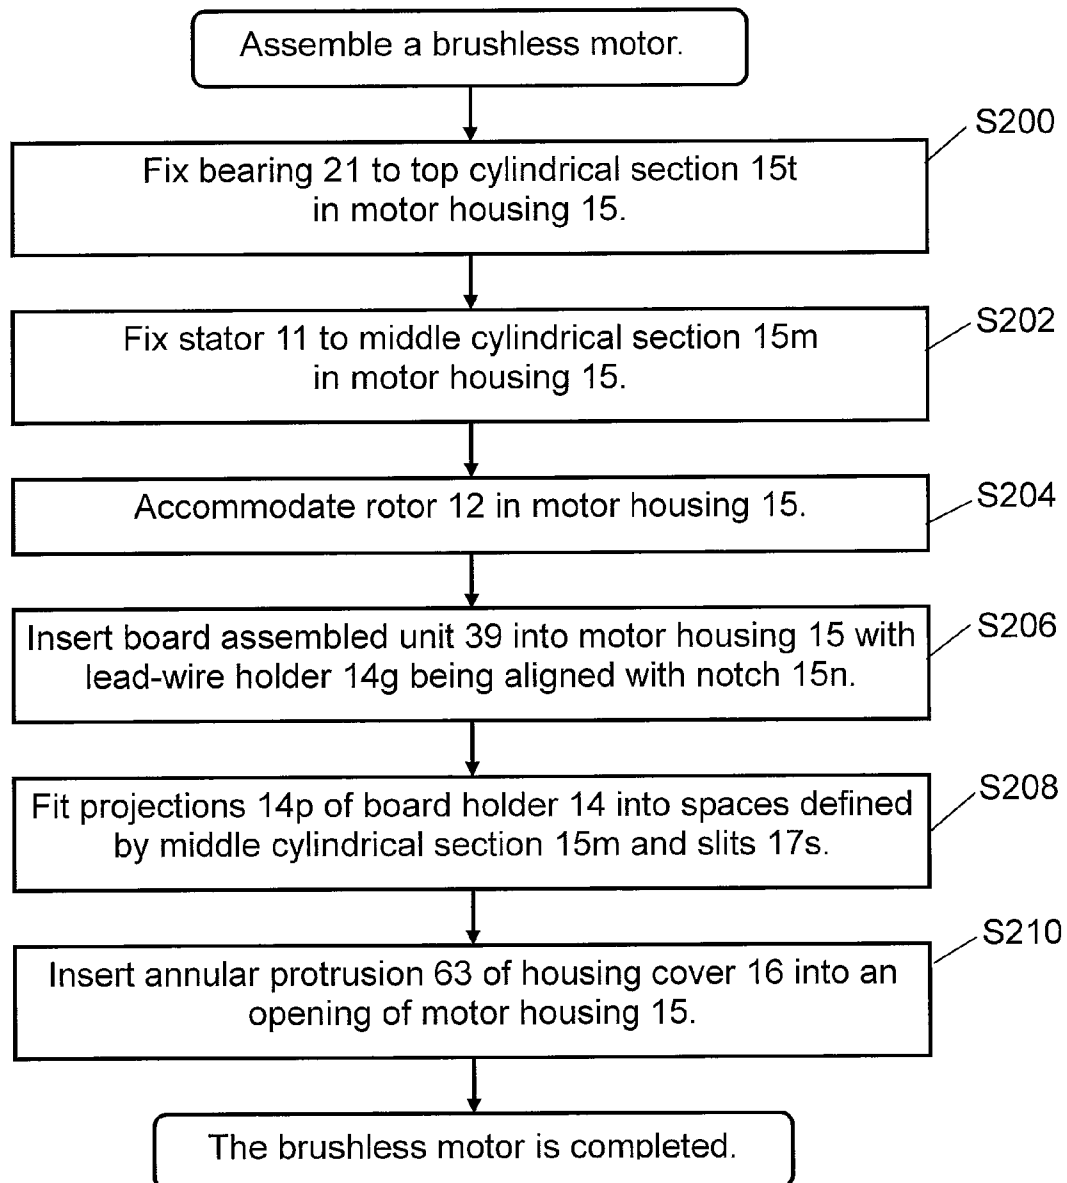 Assemble a brushless motor.
S200
Fix bearing 21 to top cylindrical section 15t
in motor housing 15.
S202
Fix stator 11 to middle cylindrical section 15m
in motor housing 15.
S204
Accommodate rotor 12 in motor housing 15.
S206
Insert board assembled unit 39 into motor housing 15 with
lead-wire holder 14g being aligned with notch 15n.
S208
Fit projections 14p of board holder 14 into spaces defined
by middle cylindrical section 15m and slits 17s.
S210
Insert annular protrusion 63 of housing cover 16 into an
opening of motor housing 15.
The brushless motor is completed.